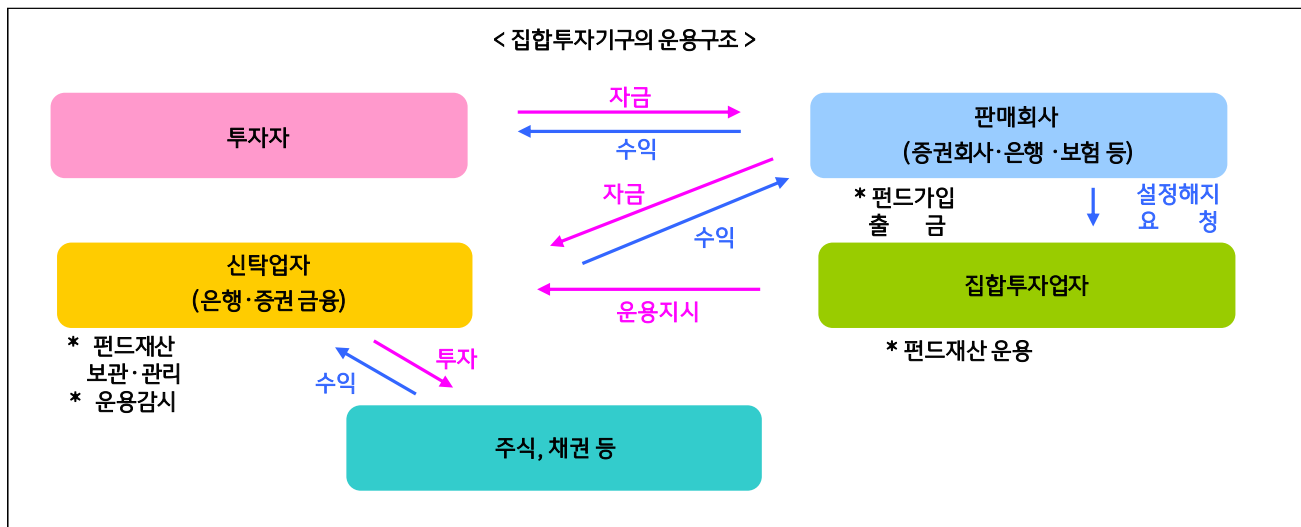 < 집합투자기구의 운용구조 >
자금
투자자
수익
판매회사
(증권회사·은행 ·보험 등)
자금
수익
* 펀드가입
출 금
설정해지
요 청
신탁업자
(은행·증권 금융)
운용지시
집합투자업자
* 펀드재산
보관·관리
* 운용감시
* 펀드재산 운용
투자
수익
주식, 채권 등